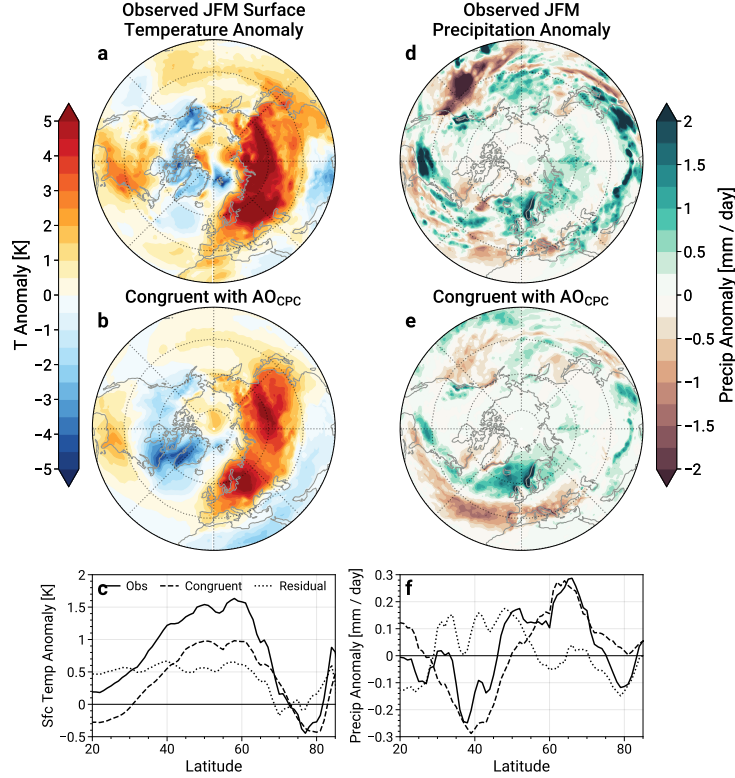 Observed JFM Surface
Temperature Anomaly
Observed JFM
Precipitation Anomaly
a
d
T Anomaly [K]
5
4
3
2
1
0
−1
−2
−3
−4
−5
Precip Anomaly [mm / day]
2
1.5
1
0.5
0
−0.5
−1
−1.5
−2
Congruent with AOCPC
Congruent with AOCPC
b
e
c
Obs
Congruent
Residual
Sfc Temp Anomaly [K]
2
1.5
1
0.5
0
−0.5
20
40
60
80
Latitude
f
Precip Anomaly [mm / day]
0.3
0.2
0.1
0
−0.1
−0.2
−0.3
20
40
60
80
Latitude